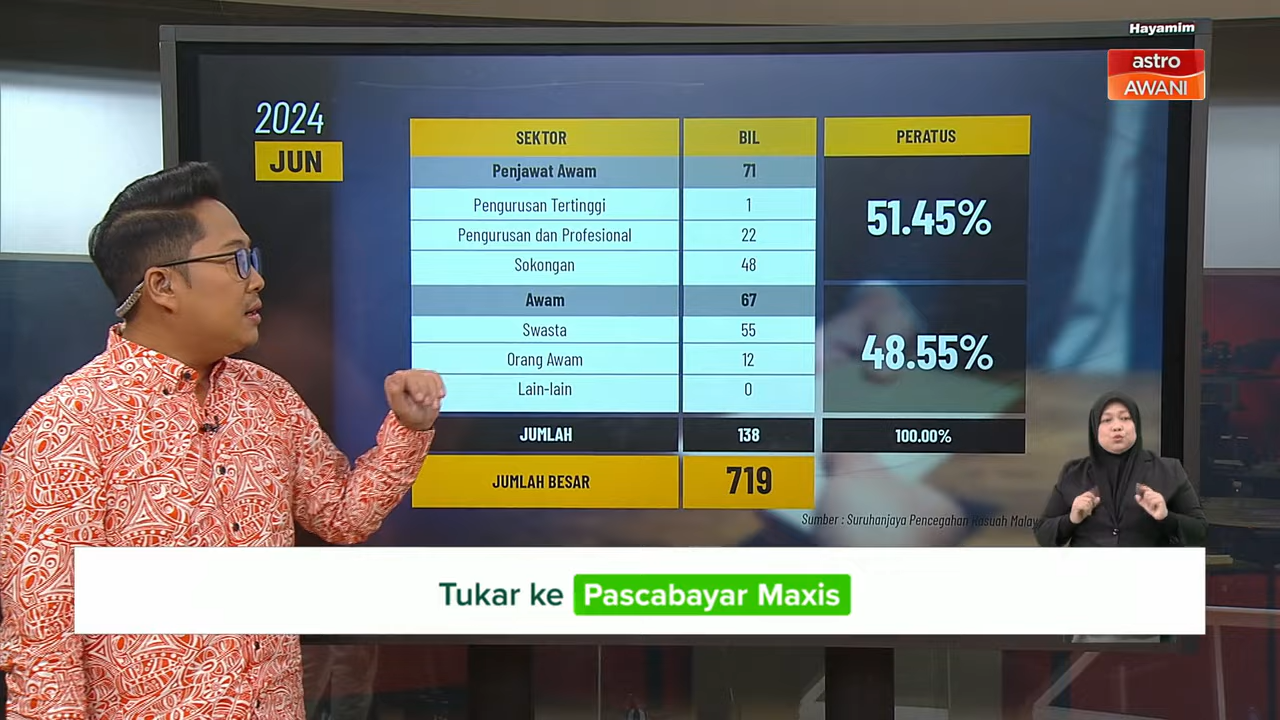 Hayamim
astro
AWANI
2024
JUN
SEKTOR BIL PERATUS
Penjawat Awam 71
Pengurusan Tertinggi 1
51.45%
Pengurusan dan Profesional 22
Sokongan 48
Awam 67
Swasta 55
48.55%
Orang Awam 12
Lain-lain 0
JUMLAH 138 100.00%
JUMLAH BESAR 719
Sumber : Suruhanjaya Pencegahan Rasuah Malay
Tukar ke Pascabayar Maxis